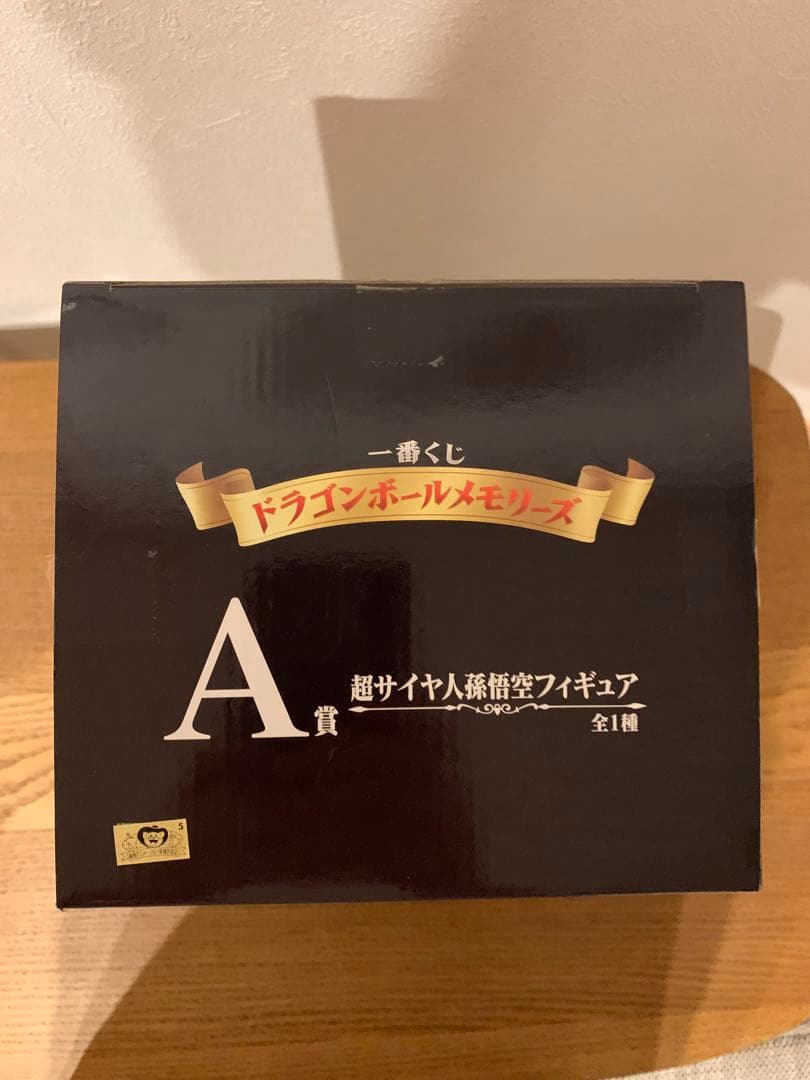 一番くじ
ドラゴンボールメモリーズ
A賞
超サイヤ人孫悟空フィギュア
全1種
5